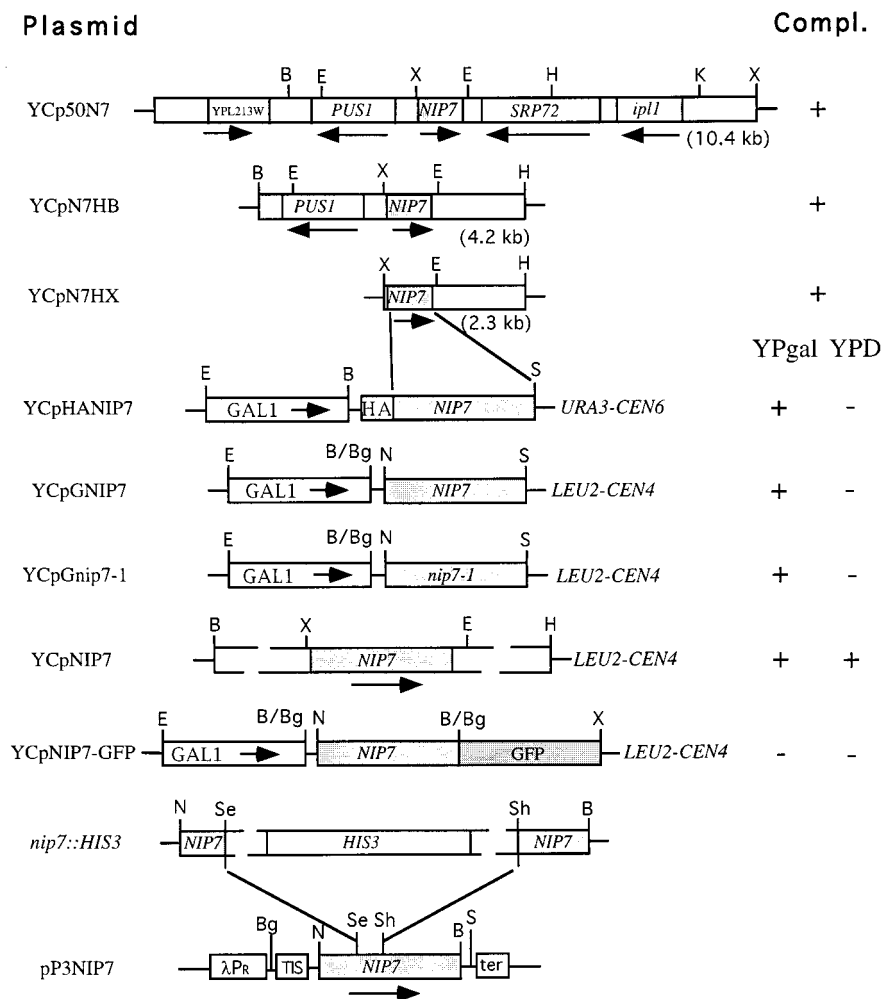 Plasmid Compl.
B E X E H K X
YCp50N7 YPL213W PUS1 NIP7 SRP72 ipl1 +
(10.4 kb)
B E X E H
YCpN7HB PUS1 NIP7 +
(4.2 kb)
X E H
YCpN7HX NIP7 +
(2.3 kb)
YPgal YPD
E B S
YCpHANIP7 GAL1 HA NIP7 URA3-CEN6 + -
E B/Bg N S
YCpGNIP7 GAL1 NIP7 LEU2-CEN4 + -
E B/Bg N S
YCpGnip7-1 GAL1 nip7-1 LEU2-CEN4 + -
B X E H
YCpNIP7 NIP7 LEU2-CEN4 + +
E B/Bg N B/Bg X
YCpNIP7-GFP GAL1 NIP7 GFP LEU2-CEN4 - -
N Se Sh B
nip7::HIS3 NIP7 HIS3 NIP7
Bg N Se Sh B S
pP3NIP7 λPR TIS NIP7 ter